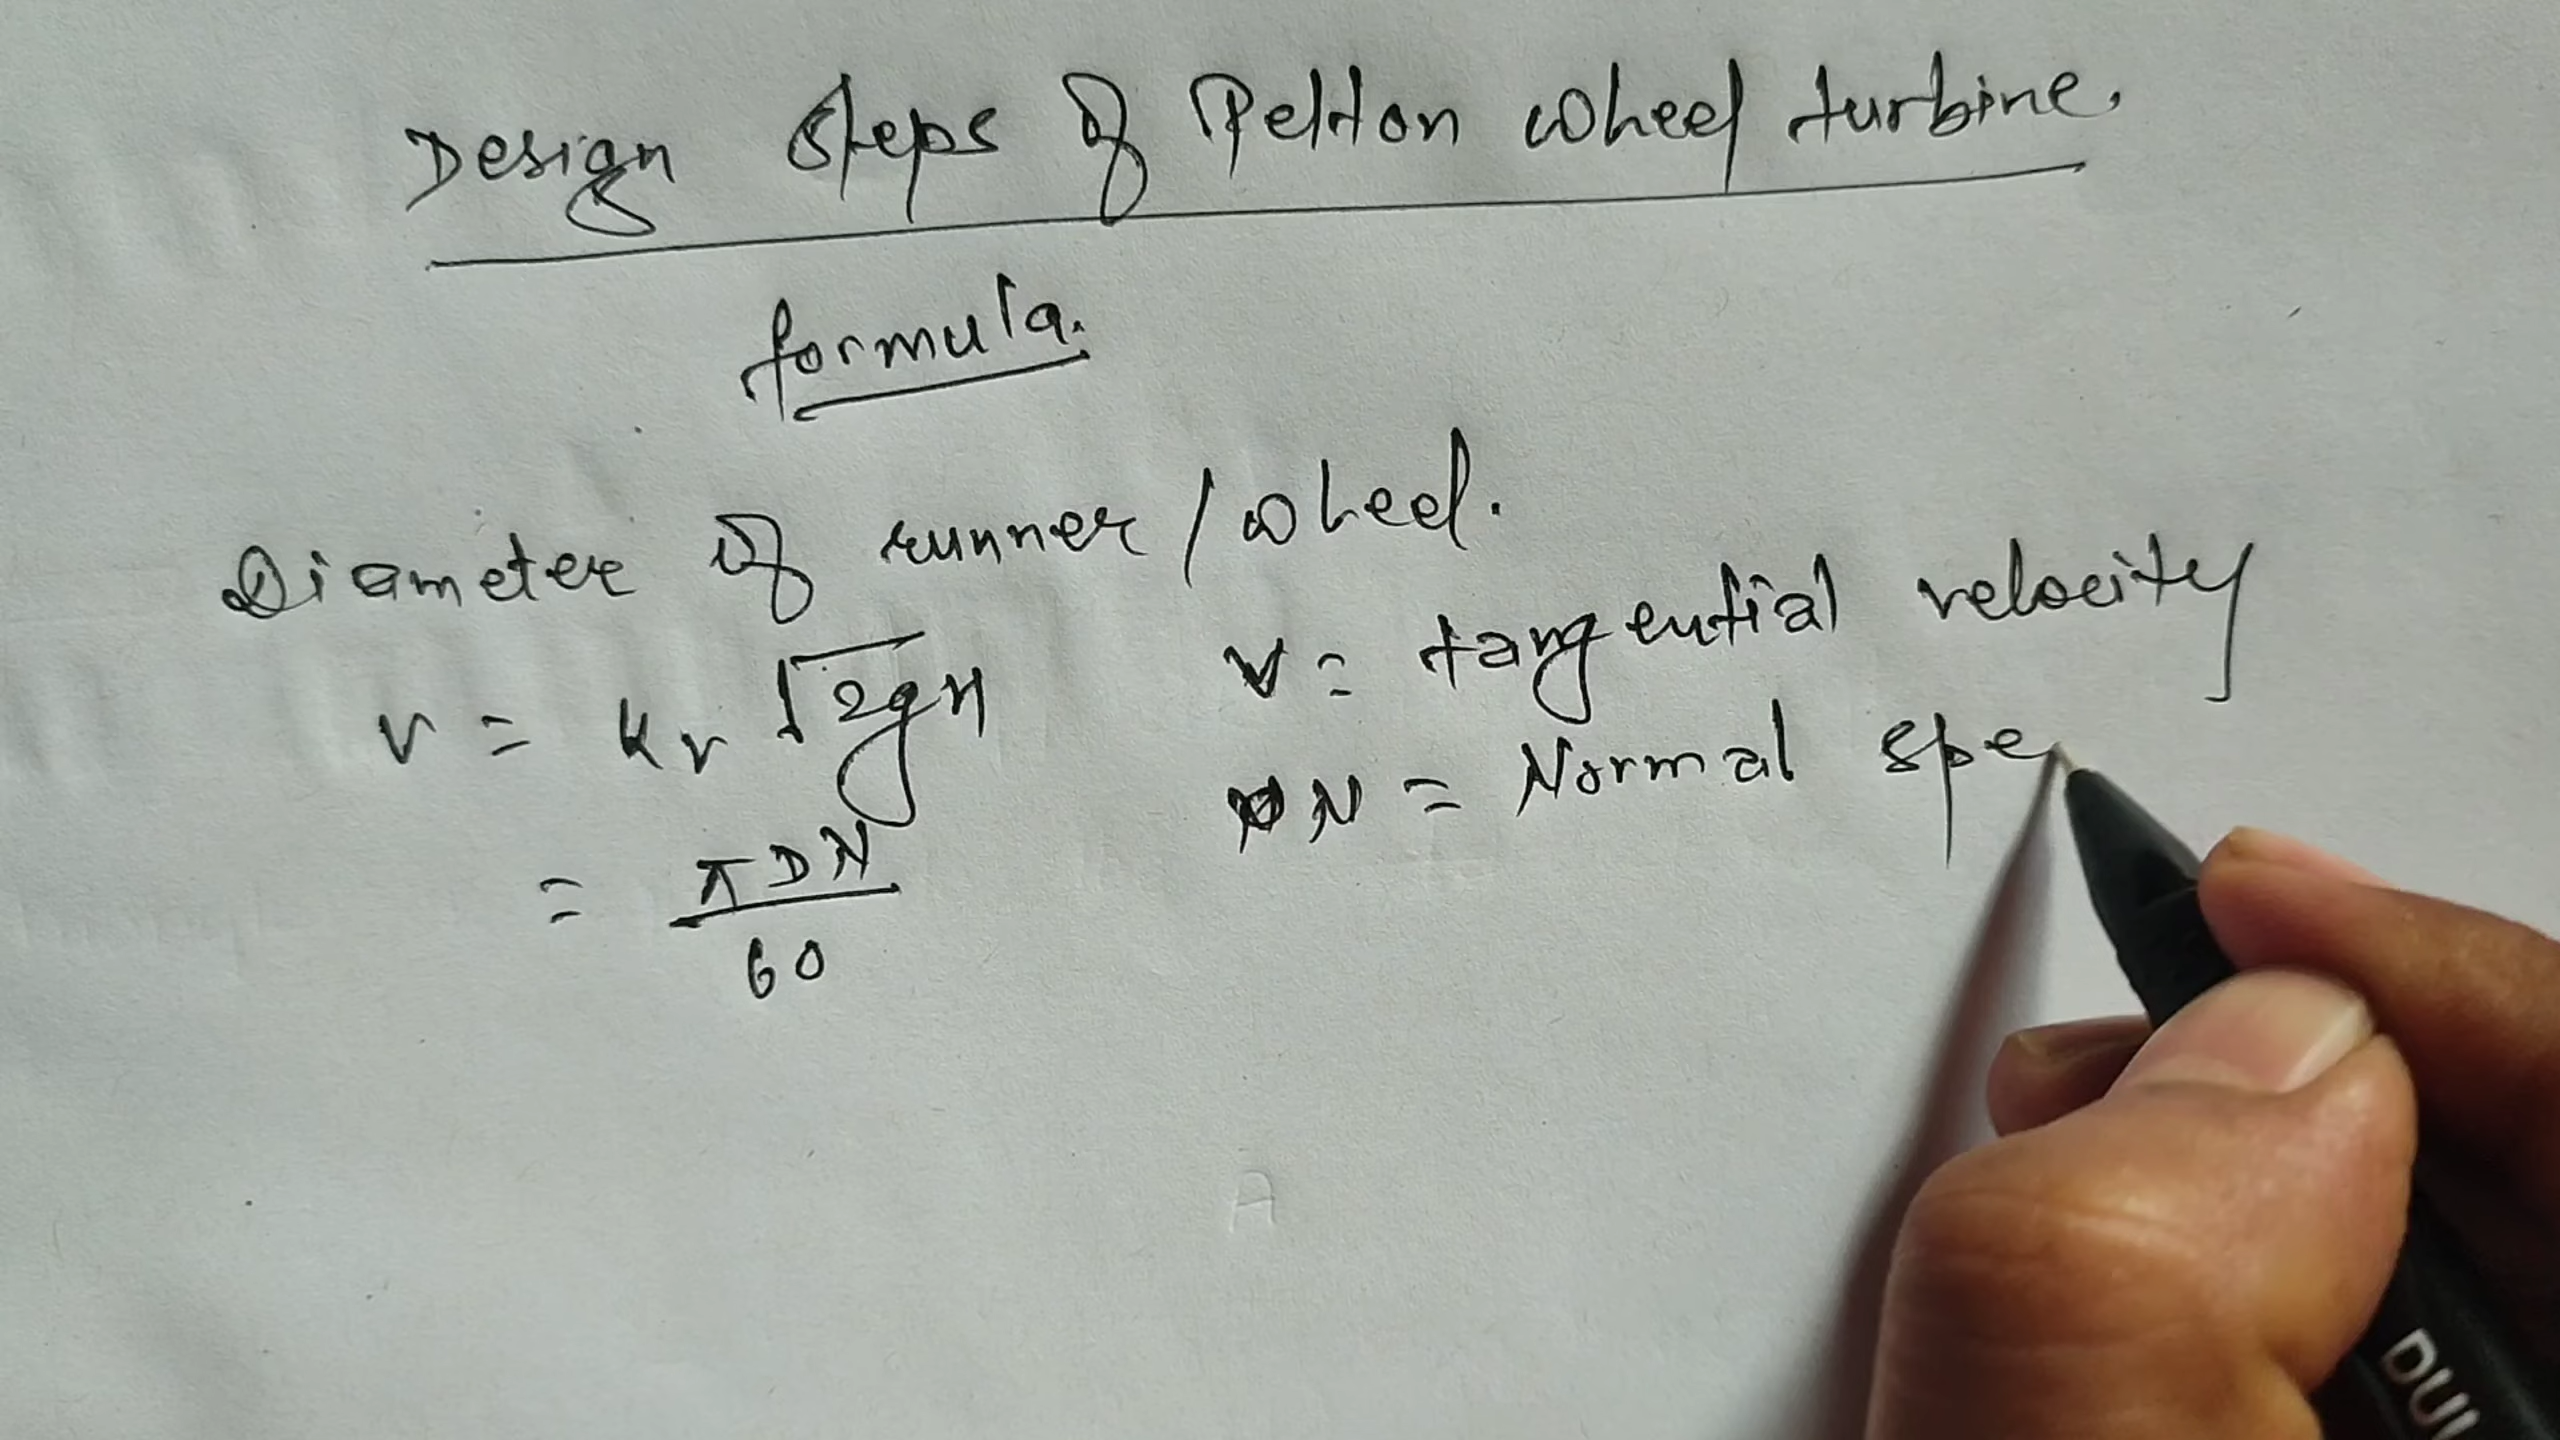 Design steps of Pelton wheel turbine.
formula.
Diameter of runner / wheel.
v = kv √2gH
= πDN
60
v = tangential velocity
N = Normal spe
DUI